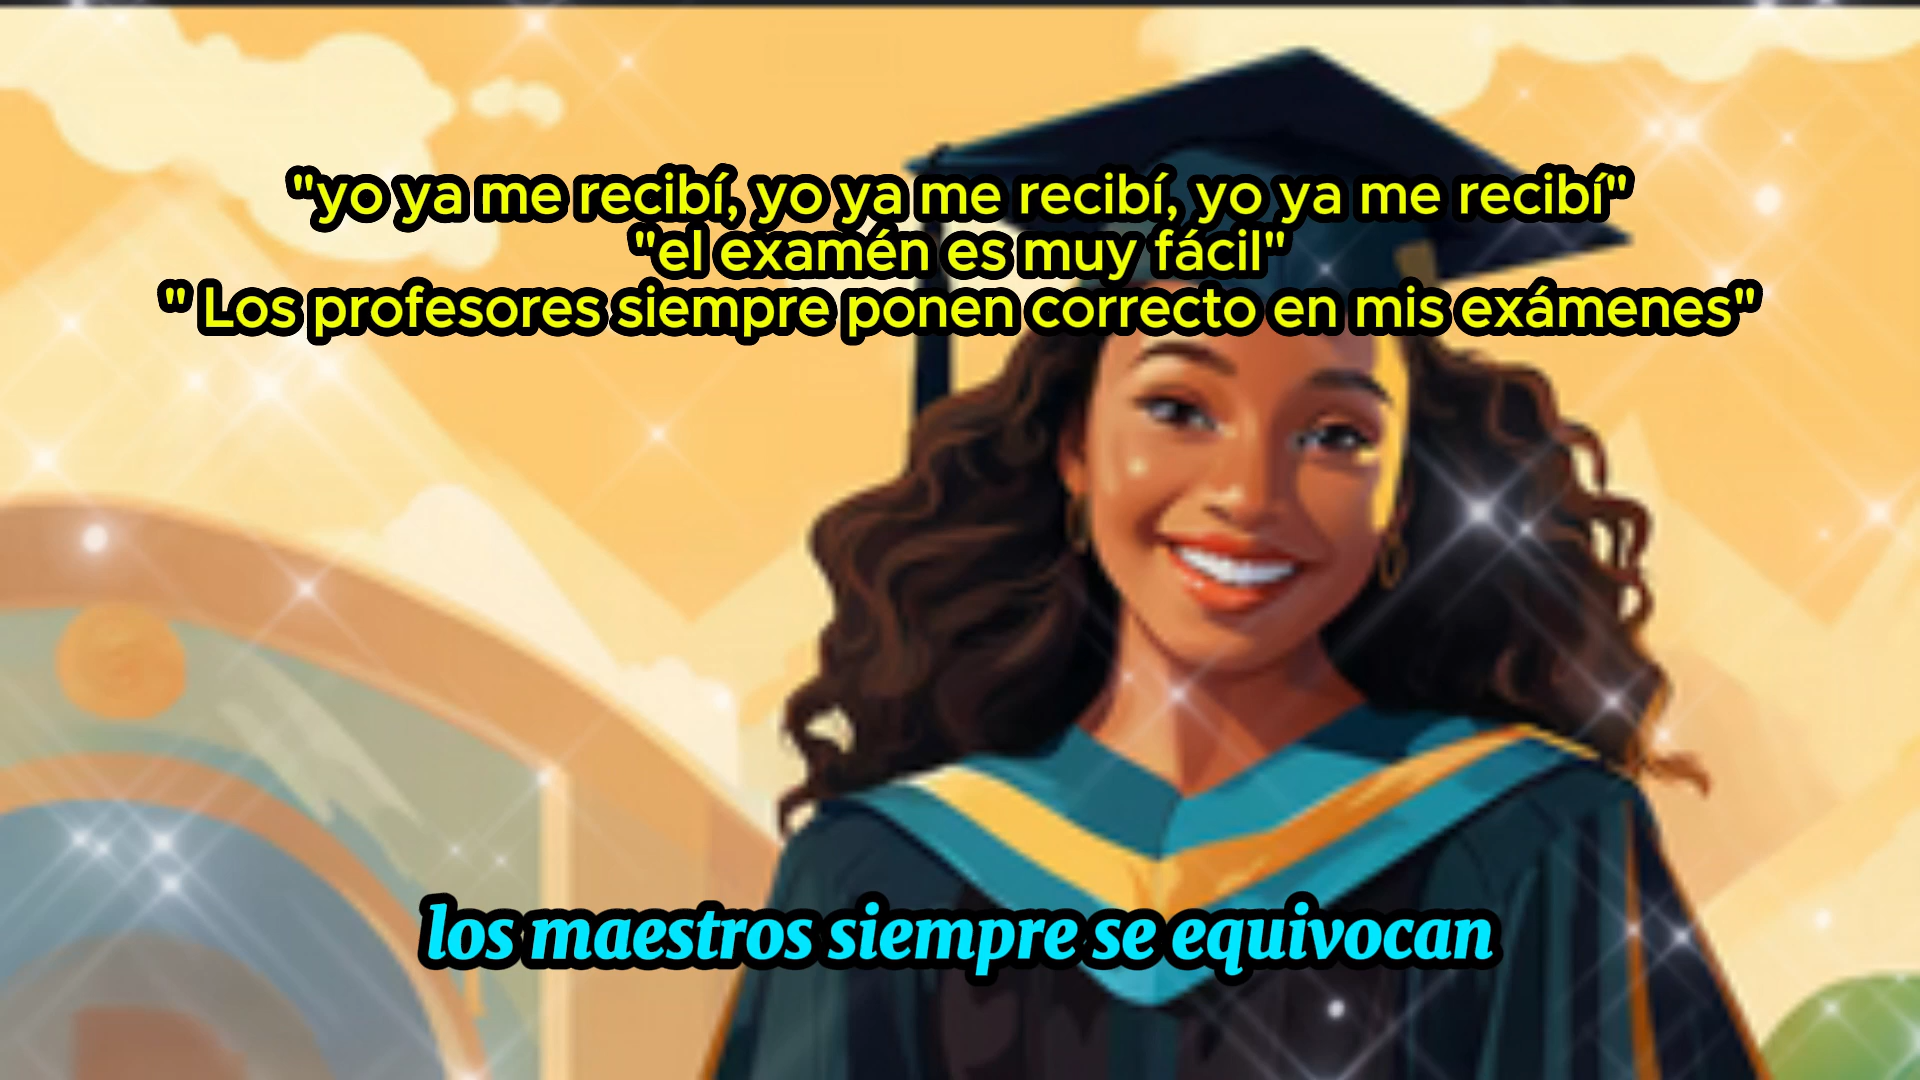 "yo ya me recibí, yo ya me recibí, yo ya me recibí"
"el examén es muy fácil"
" Los profesores siempre ponen correcto en mis exámenes"
los maestros siempre se equivocan